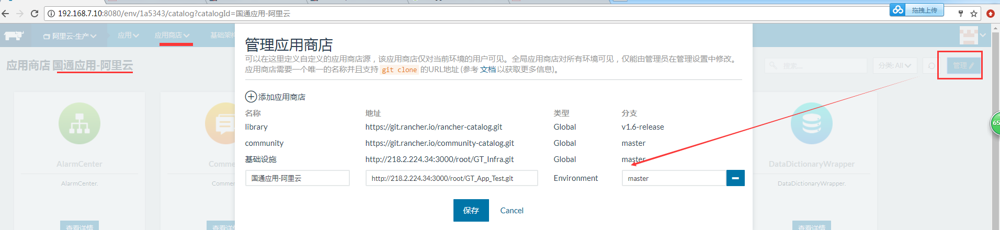 192.168.7.10:8080/env/1a5343/catalog?catalogId=国通应用-阿里云
拖拽上传
阿里云-生产
应用
应用商店
基础架构
管理应用商店
可以在这里定义自定义的应用商店源，该应用商店仅对当前环境的用户可见。全局应用商店对所有环境可见，仅能由管理员在管理设置中修改。
应用商店需要一个唯一的名称并且支持 git clone 的URL地址 (参考 文档 以获取更多信息)。
应用商店 国通应用-阿里云
搜索...
分类: All
管理
添加应用商店
名称 地址 类型 分支
library https://git.rancher.io/rancher-catalog.git Global v1.6-release
community https://git.rancher.io/community-catalog.git Global master
基础设施 http://218.2.224.34:3000/root/GT_Infra.git Global master
国通应用-阿里云 http://218.2.224.34:3000/root/GT_App_Test.git Environment master
保存 Cancel
AlarmCenter
AlarmCenter.
查看详情
Comme
Commer
查看详情
DataDictionaryWrapper
DataDictionaryWrapper.
查看详情
65